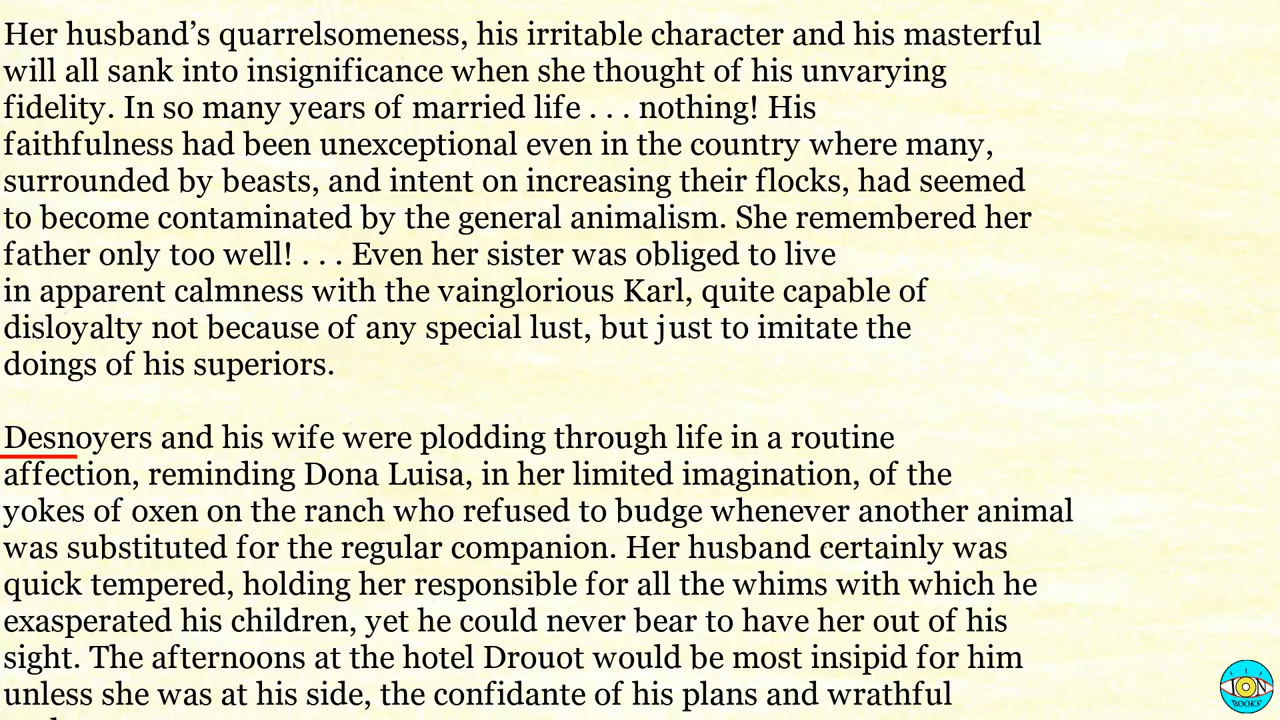 Her husband’s quarrelsomeness, his irritable character and his masterful
will all sank into insignificance when she thought of his unvarying
fidelity. In so many years of married life . . . nothing! His
faithfulness had been unexceptional even in the country where many,
surrounded by beasts, and intent on increasing their flocks, had seemed
to become contaminated by the general animalism. She remembered her
father only too well! . . . Even her sister was obliged to live
in apparent calmness with the vainglorious Karl, quite capable of
disloyalty not because of any special lust, but just to imitate the
doings of his superiors.
Desnoyers and his wife were plodding through life in a routine
affection, reminding Dona Luisa, in her limited imagination, of the
yokes of oxen on the ranch who refused to budge whenever another animal
was substituted for the regular companion. Her husband certainly was
quick tempered, holding her responsible for all the whims with which he
exasperated his children, yet he could never bear to have her out of his
sight. The afternoons at the hotel Drouot would be most insipid for him
unless she was at his side, the confidante of his plans and wrathful
ION
BOOKS